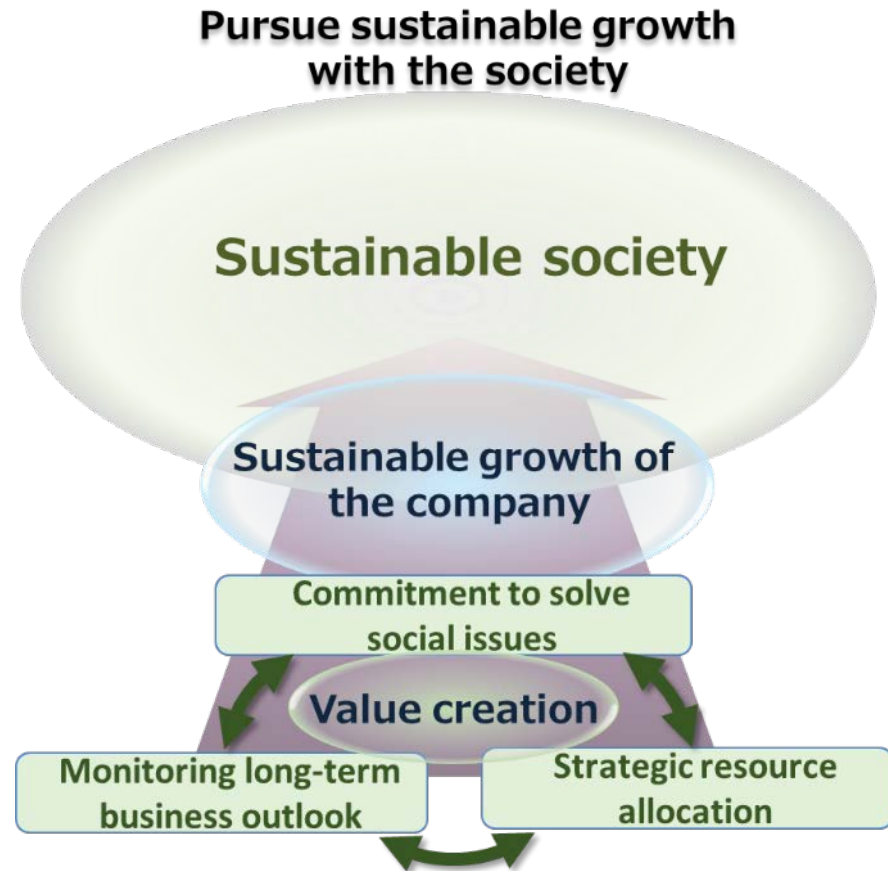 Pursue sustainable growth
with the society
Sustainable society
Sustainable growth of
the company
Commitment to solve
social issues
Value creation
Monitoring long-term
business outlook
Strategic resource
allocation